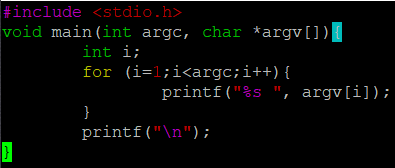 #include <stdio.h>
void main(int argc, char *argv[]){
        int i;
        for (i=1;i<argc;i++){
                printf("%s ", argv[i]);
        }
        printf("\n");
}